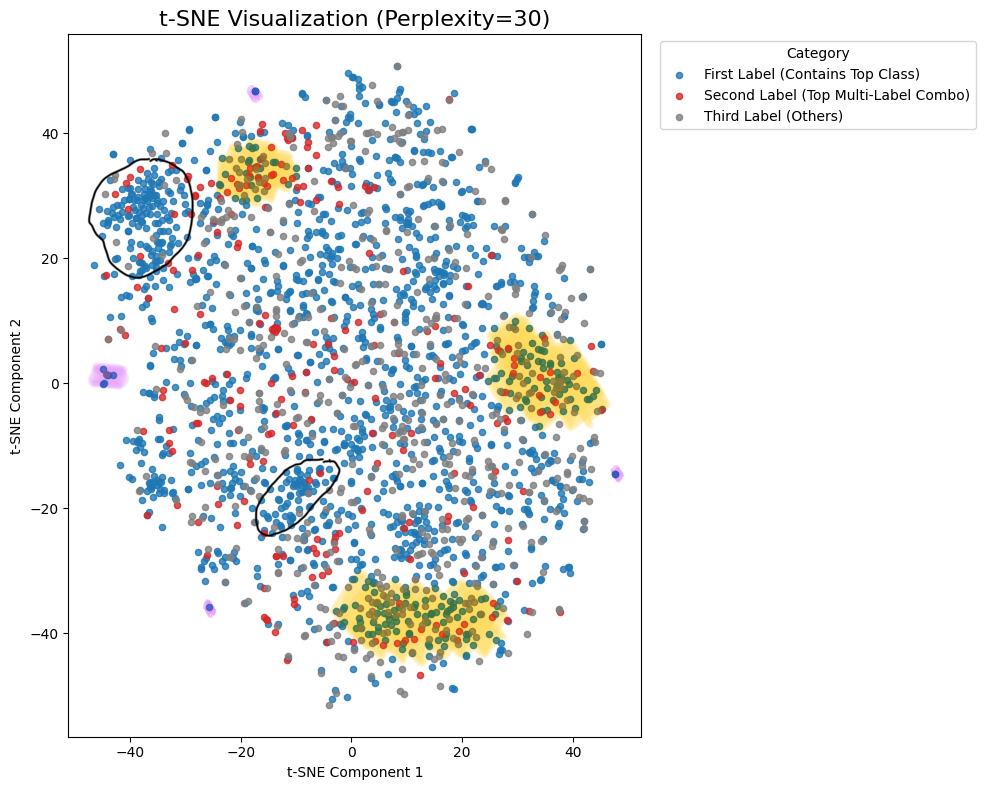 t-SNE Visualization (Perplexity=30)
Category
First Label (Contains Top Class)
Second Label (Top Multi-Label Combo)
Third Label (Others)
40
20
0
−20
−40
t-SNE Component 2
−40
−20
0
20
40
t-SNE Component 1